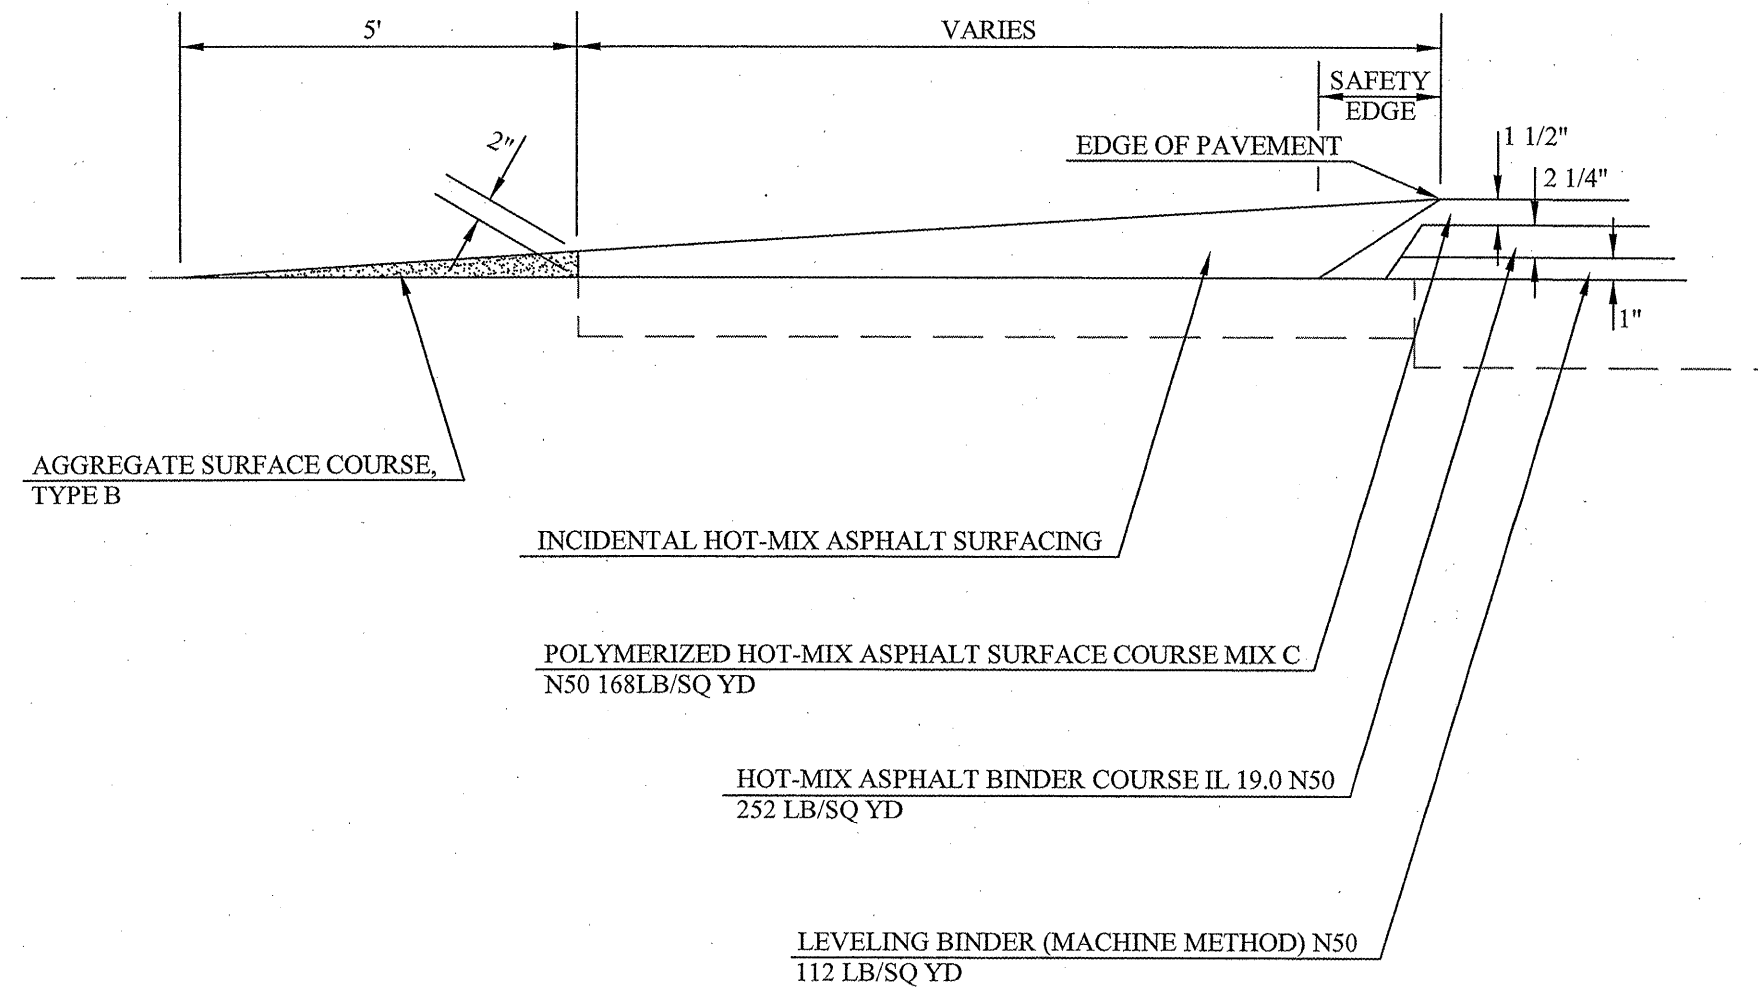 5'
VARIES
SAFETY
EDGE
2"
EDGE OF PAVEMENT
1 1/2"
2 1/4"
1"
AGGREGATE SURFACE COURSE,
TYPE B
INCIDENTAL HOT-MIX ASPHALT SURFACING
POLYMERIZED HOT-MIX ASPHALT SURFACE COURSE MIX C
N50 168LB/SQ YD
HOT-MIX ASPHALT BINDER COURSE IL 19.0 N50
252 LB/SQ YD
LEVELING BINDER (MACHINE METHOD) N50
112 LB/SQ YD